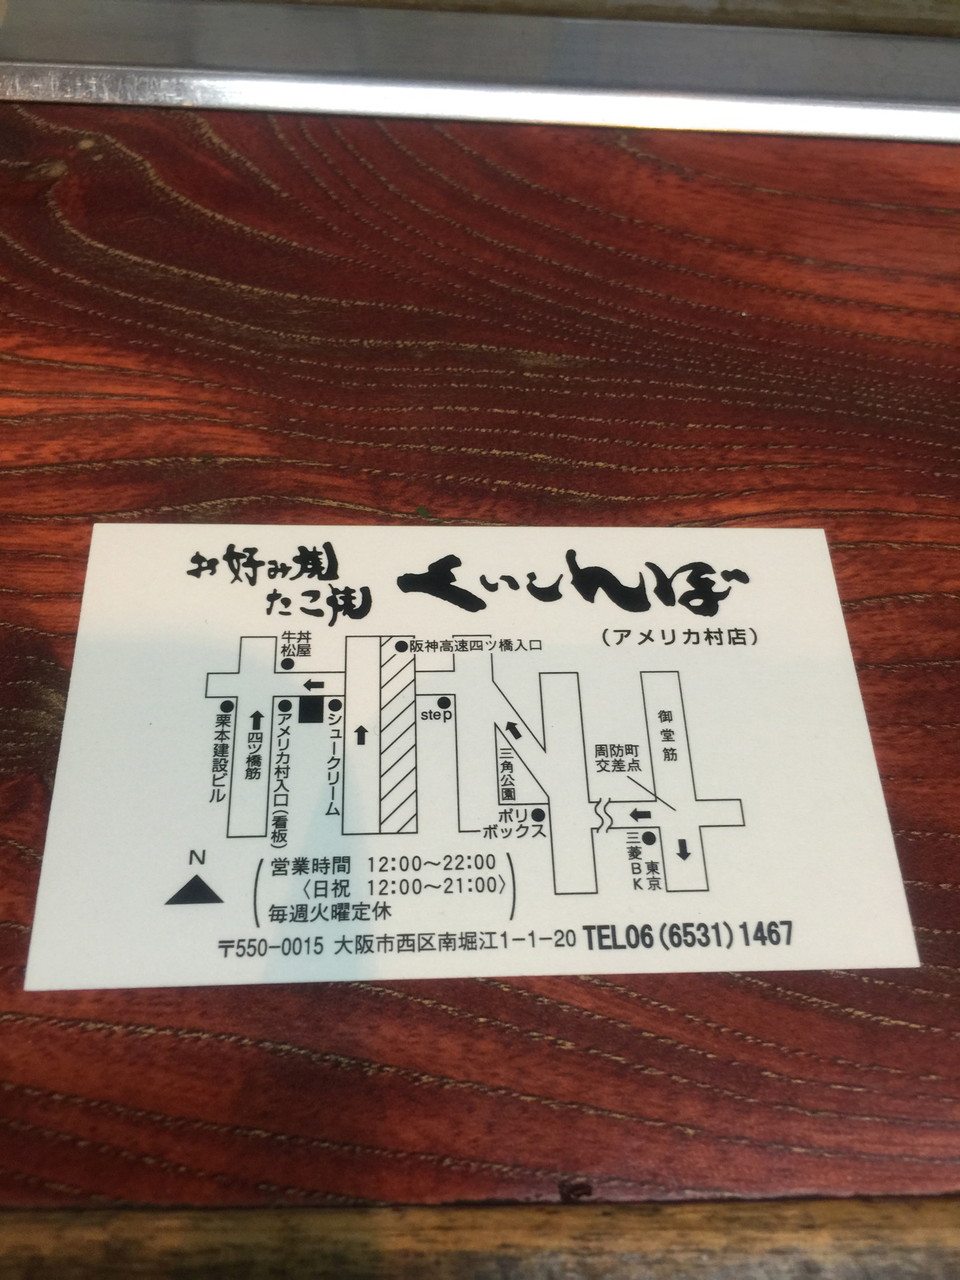 お好み焼
たこ焼
くいしんぼ
（アメリカ村店）
牛丼
松屋
阪神高速四ツ橋入口
栗本建設ビル
四ツ橋筋
アメリカ村入口（看板）
シュークリーム
step
三角公園
ポリ
ボックス
周防町
交差点
御堂筋
東京
三菱BK
N
営業時間 12:00〜22:00
〈日祝 12:00〜21:00〉
毎週火曜定休
〒550-0015 大阪市西区南堀江1-1-20 TEL06(6531)1467